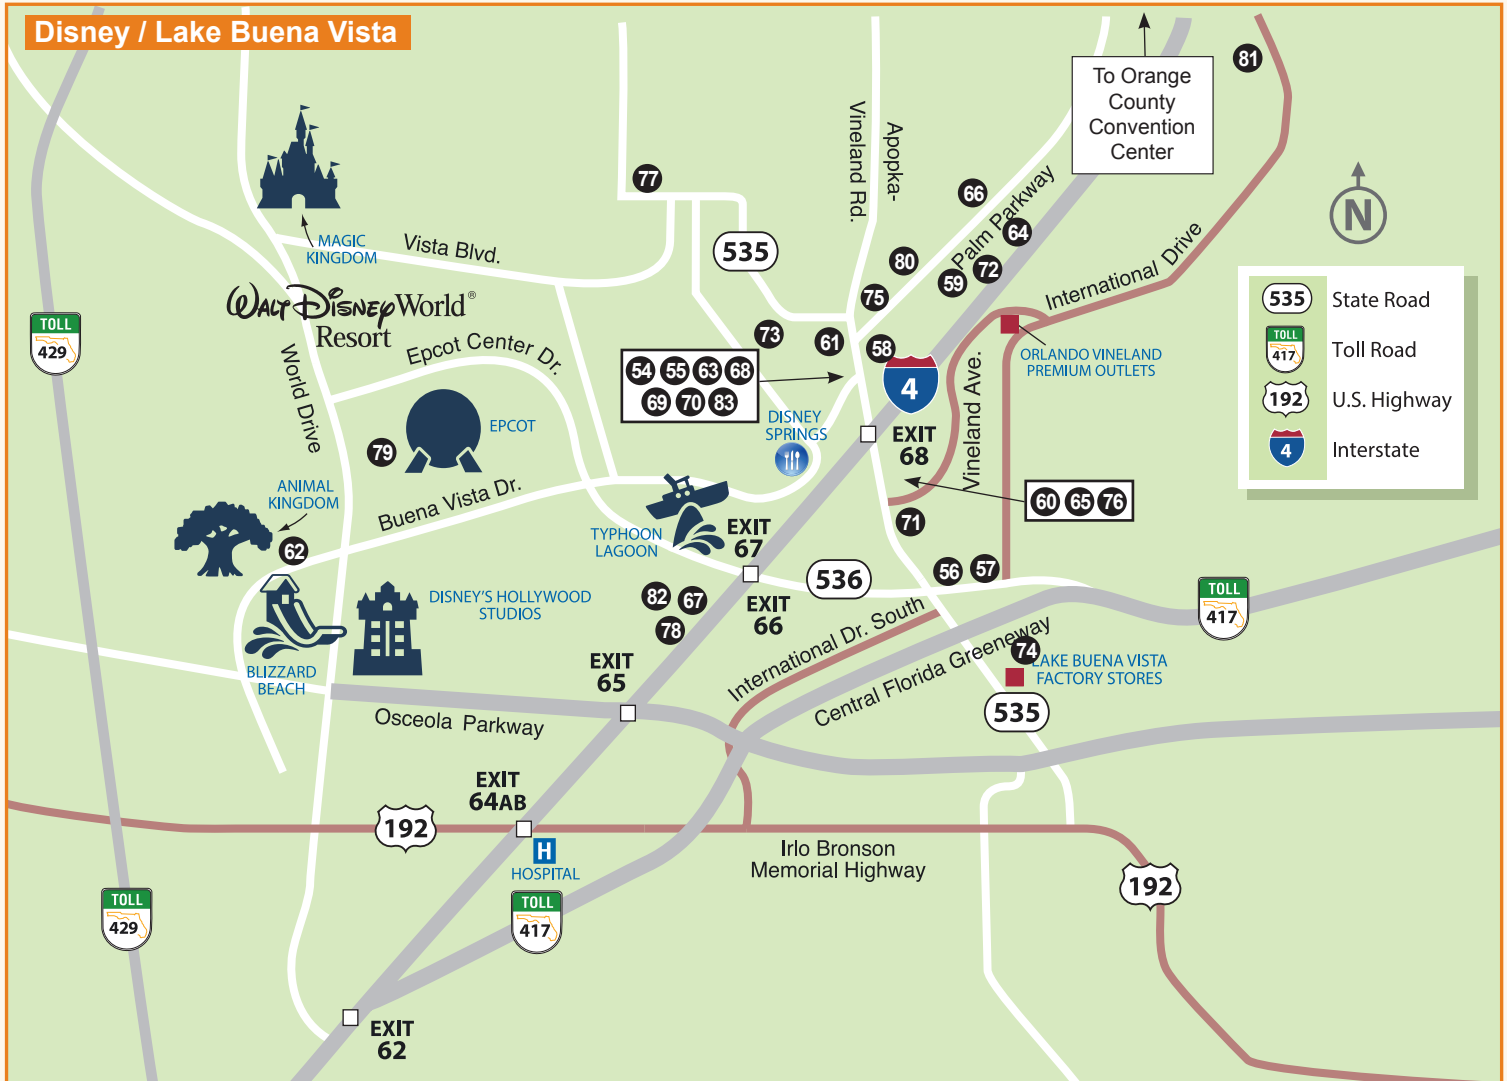 Disney / Lake Buena Vista
To Orange
County
Convention
Center
81
N
77
Apopka-
Vineland Rd.
66
Palm Parkway
64
535
80
59
72
75
International Drive
MAGIC
KINGDOM
Vista Blvd.
WALT DISNEY World®
Resort
TOLL
429
World Drive
Epcot Center Dr.
73
61
58
4
54 55 63 68
69 70 83
ORLANDO VINELAND
PREMIUM OUTLETS
Vineland Ave.
535 State Road
TOLL
417
Toll Road
192 U.S. Highway
4 Interstate
DISNEY
SPRINGS
EXIT
68
EPCOT
79
ANIMAL
KINGDOM
62
Buena Vista Dr.
TYPHOON
LAGOON
EXIT
67
60 65 76
71
536
56
57
TOLL
417
EXIT
66
82
67
78
DISNEY'S HOLLYWOOD
STUDIOS
BLIZZARD
BEACH
International Dr. South
Central Florida Greeneway
74
LAKE BUENA VISTA
FACTORY STORES
535
EXIT
65
Osceola Parkway
EXIT
64AB
192
H
HOSPITAL
Irlo Bronson
Memorial Highway
192
TOLL
429
TOLL
417
EXIT
62